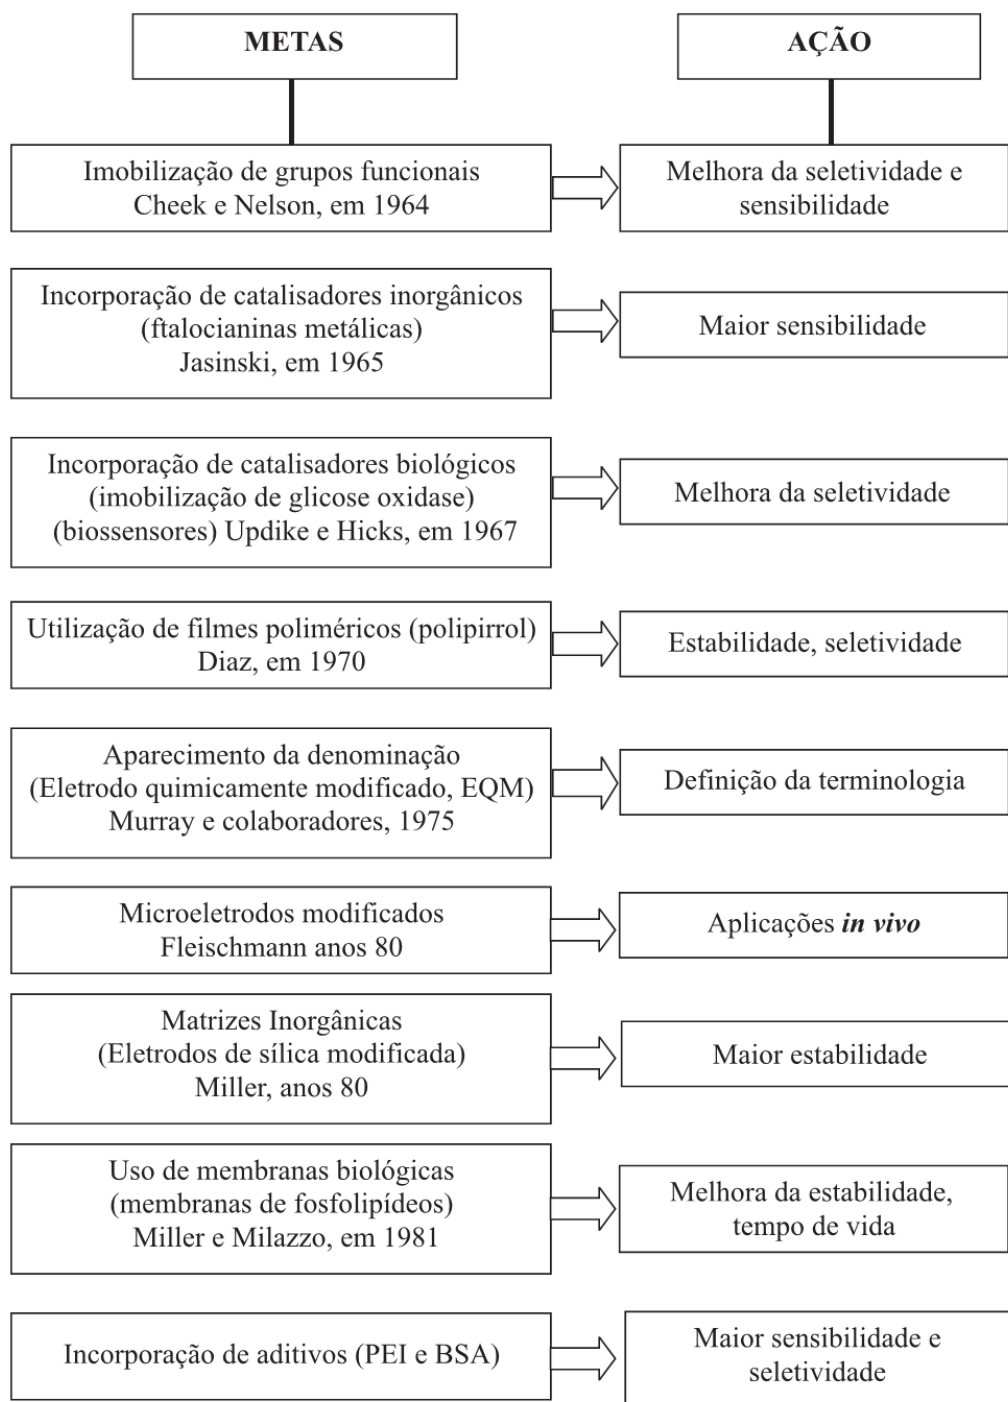 METAS
AÇÃO
Imobilização de grupos funcionais
Cheek e Nelson, em 1964
Melhora da seletividade e
sensibilidade
Incorporação de catalisadores inorgânicos
(ftalocianinas metálicas)
Jasinski, em 1965
Maior sensibilidade
Incorporação de catalisadores biológicos
(imobilização de glicose oxidase)
(biossensores) Updike e Hicks, em 1967
Melhora da seletividade
Utilização de filmes poliméricos (polipirrol)
Diaz, em 1970
Estabilidade, seletividade
Aparecimento da denominação
(Eletrodo quimicamente modificado, EQM)
Murray e colaboradores, 1975
Definição da terminologia
Microeletrodos modificados
Fleischmann anos 80
Aplicações in vivo
Matrizes Inorgânicas
(Eletrodos de sílica modificada)
Miller, anos 80
Maior estabilidade
Uso de membranas biológicas
(membranas de fosfolipídeos)
Miller e Milazzo, em 1981
Melhora da estabilidade,
tempo de vida
Incorporação de aditivos (PEI e BSA)
Maior sensibilidade e
seletividade